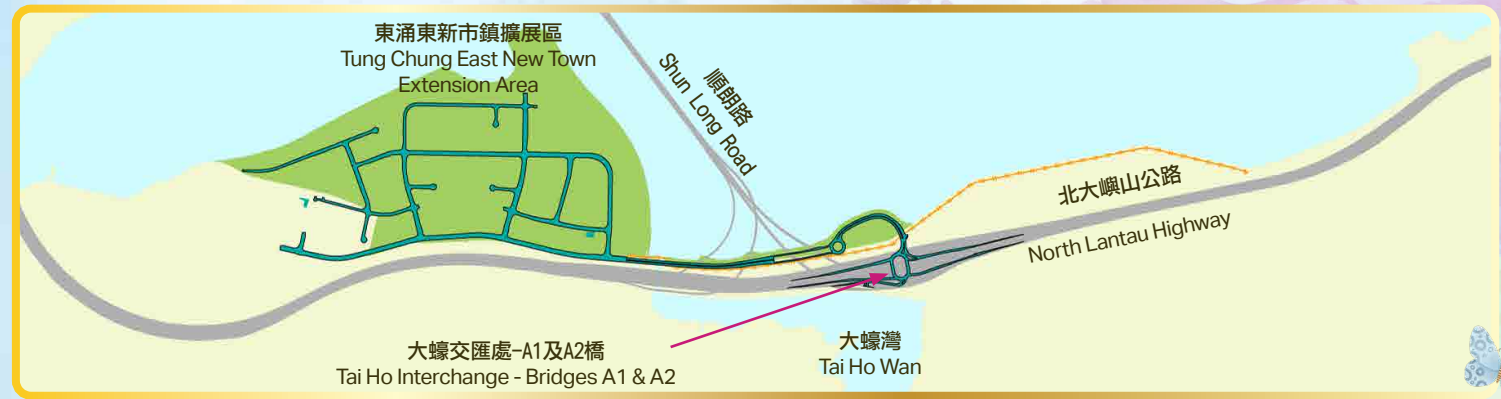 東涌東新市鎮擴展區
Tung Chung East New Town
Extension Area
順朗路
Shun Long Road
北大嶼山公路
North Lantau Highway
大蠔交匯處-A1及A2橋
Tai Ho Interchange - Bridges A1 & A2
大蠔灣
Tai Ho Wan